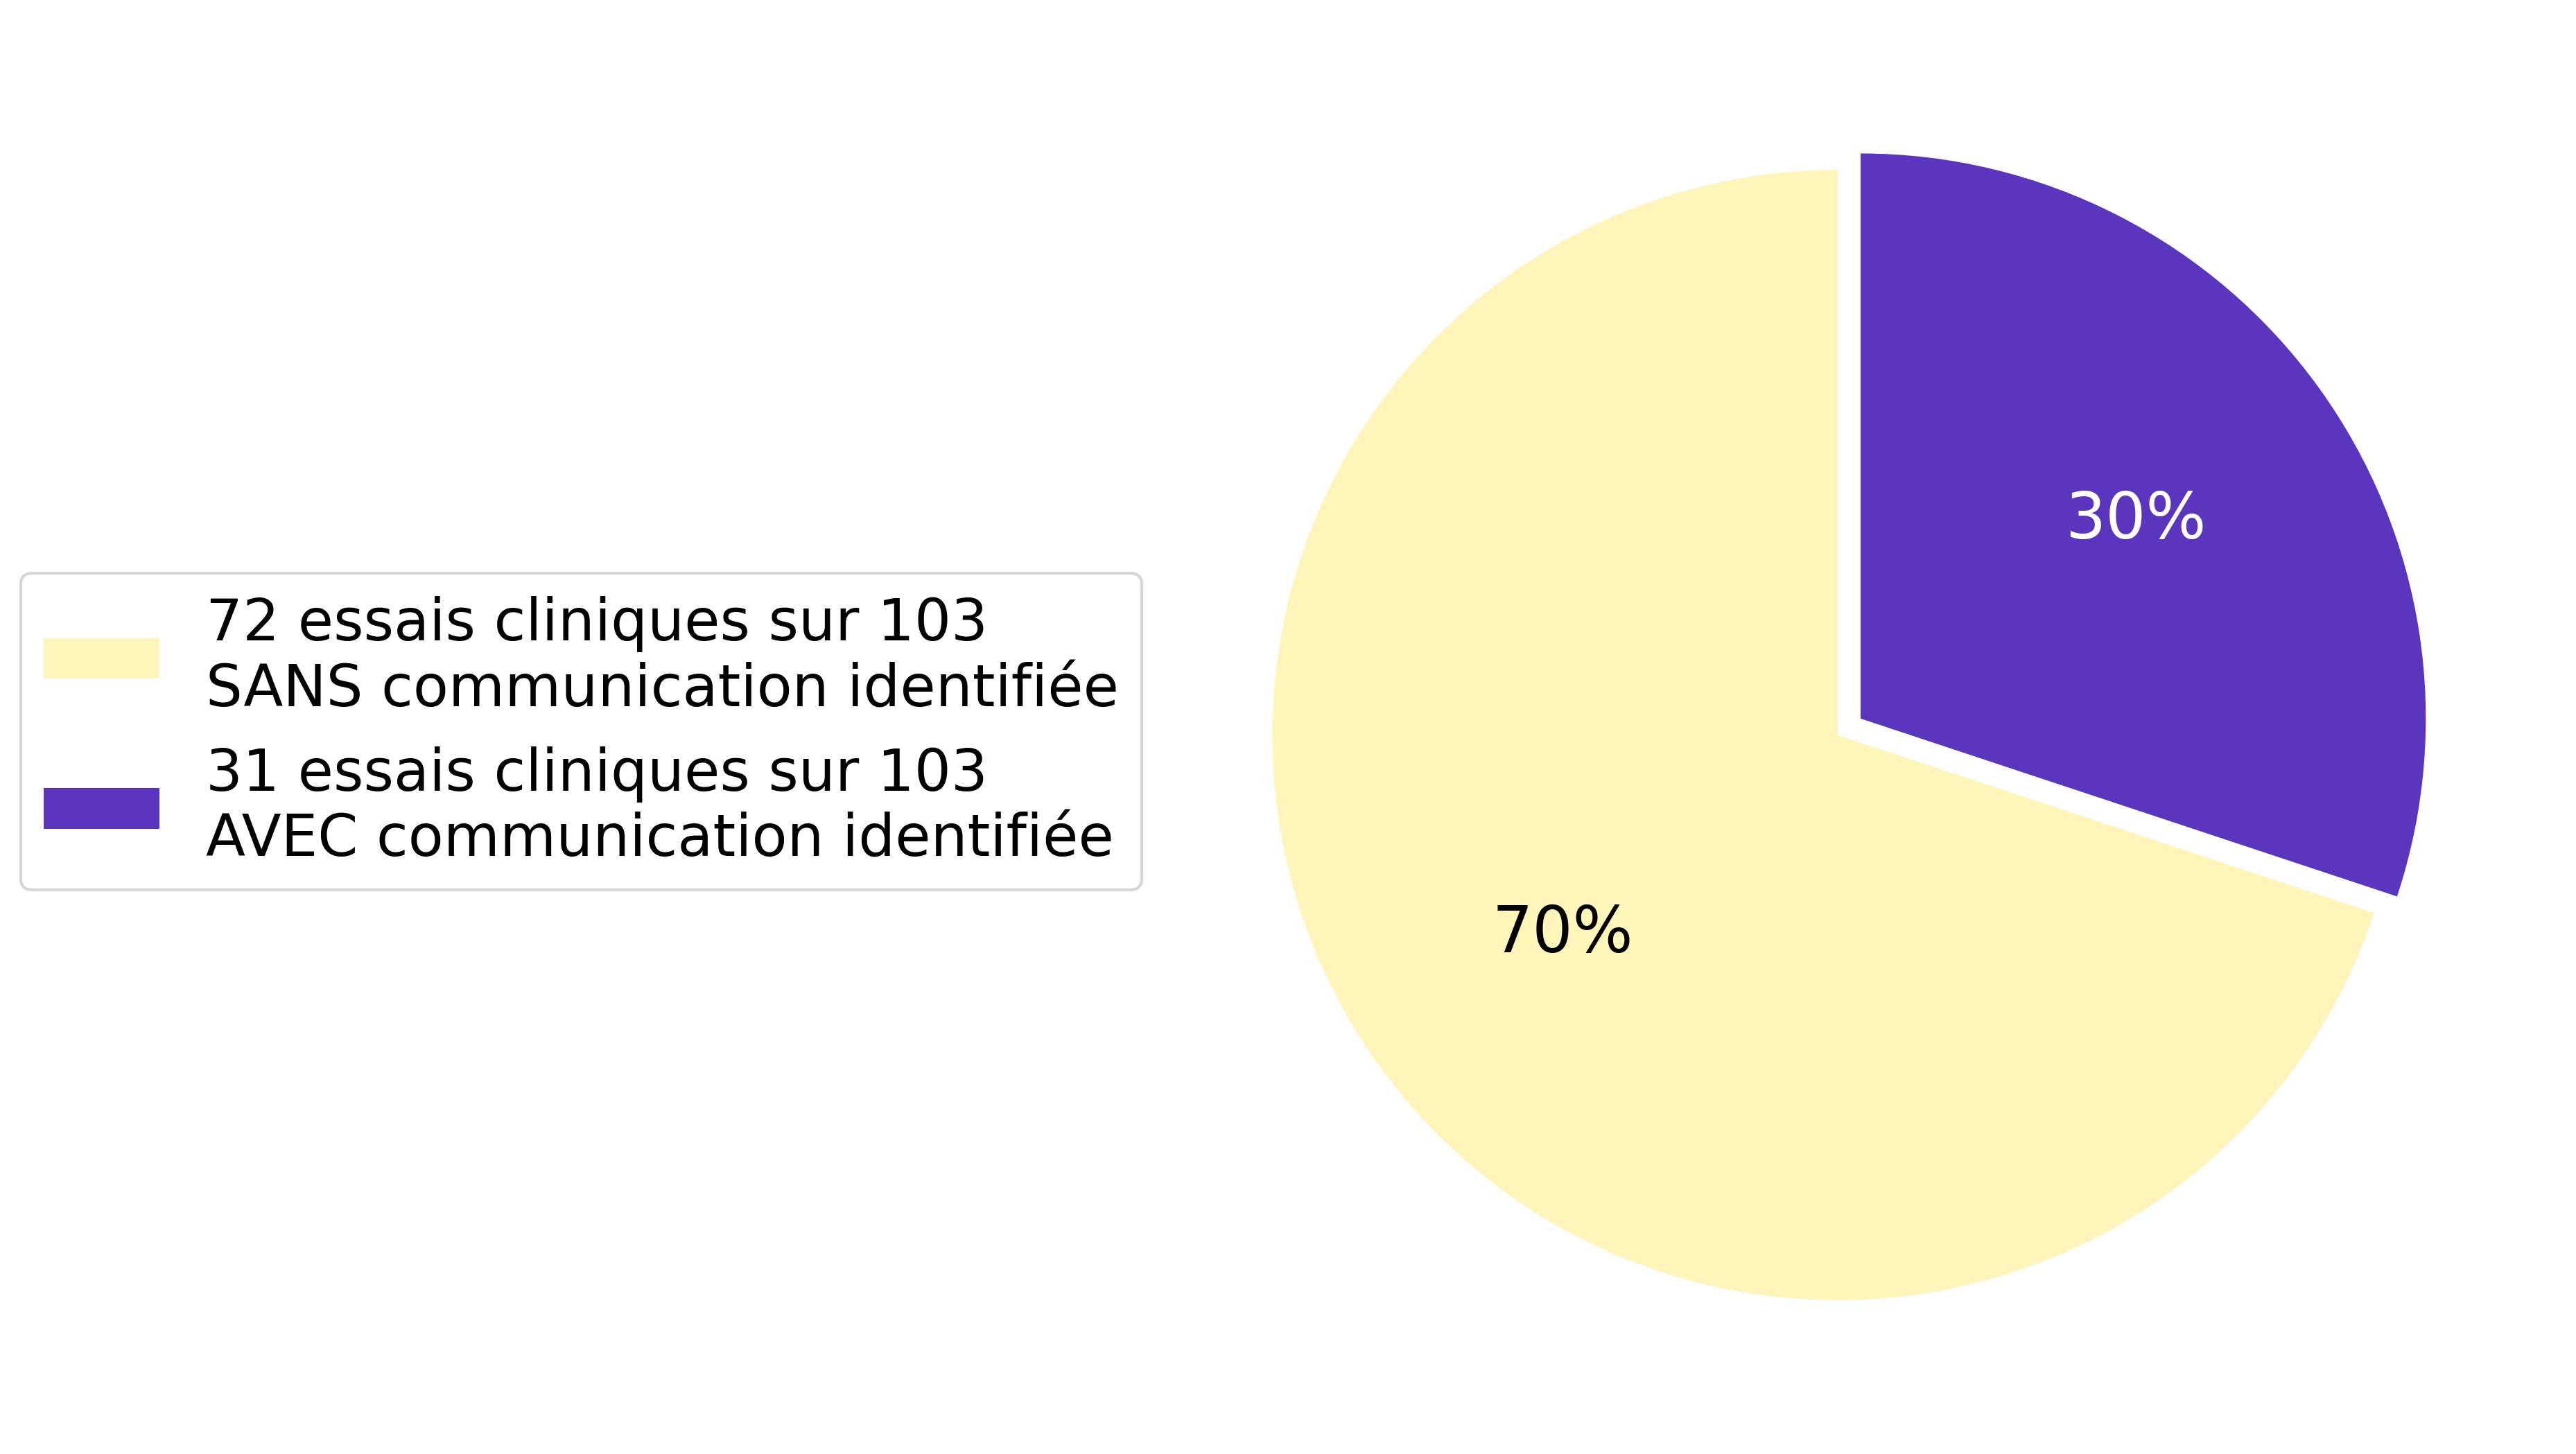 72 essais cliniques sur 103
SANS communication identifiée
31 essais cliniques sur 103
AVEC communication identifiée
30%
70%